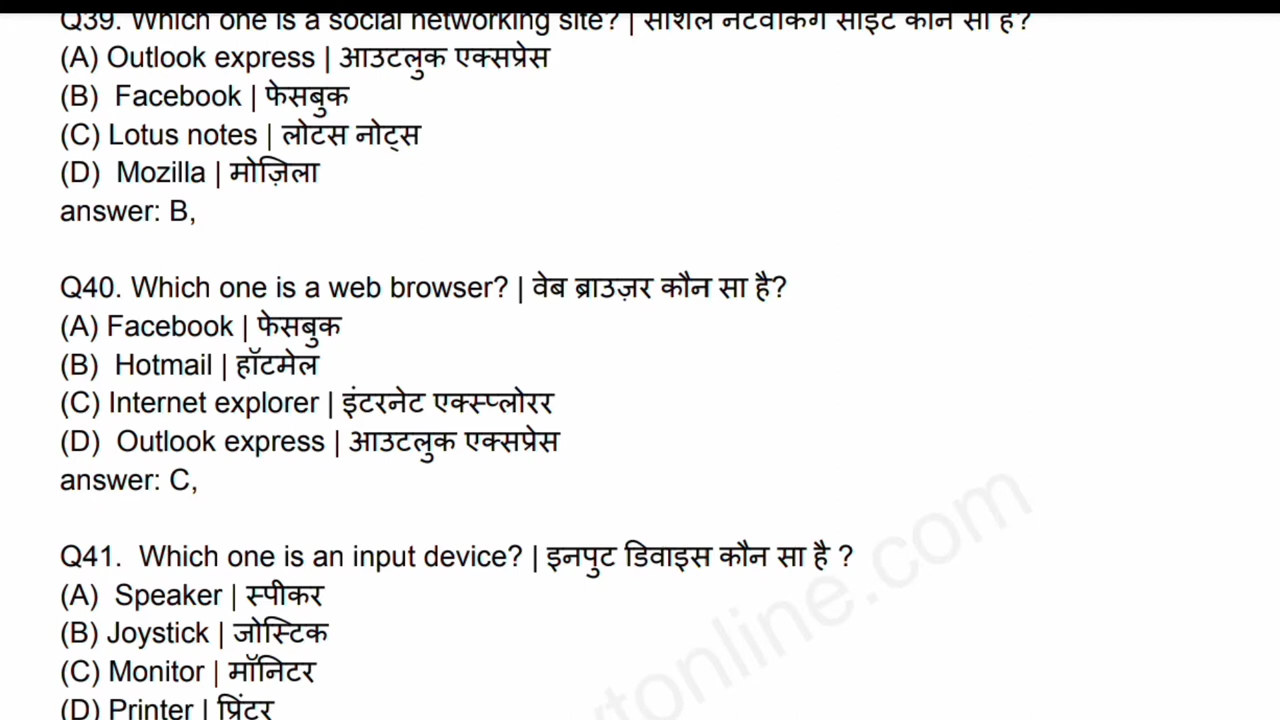 Q39. Which one is a social networking site? | सोशल नेटवर्किंग साइट कौन सी है?
(A) Outlook express | आउटलुक एक्सप्रेस
(B)  Facebook | फेसबुक
(C) Lotus notes | लोटस नोट्स
(D)  Mozilla | मोज़िला
answer: B,
Q40. Which one is a web browser? | वेब ब्राउज़र कौन सा है?
(A) Facebook | फेसबुक
(B)  Hotmail | हॉटमेल
(C) Internet explorer | इंटरनेट एक्स्प्लोरर
(D)  Outlook express | आउटलुक एक्सप्रेस
answer: C,
Q41.  Which one is an input device? | इनपुट डिवाइस कौन सा है ?
(A)  Speaker | स्पीकर
(B) Joystick | जोस्टिक
(C) Monitor | मॉनिटर
(D) Printer | प्रिंटर
tonline.com